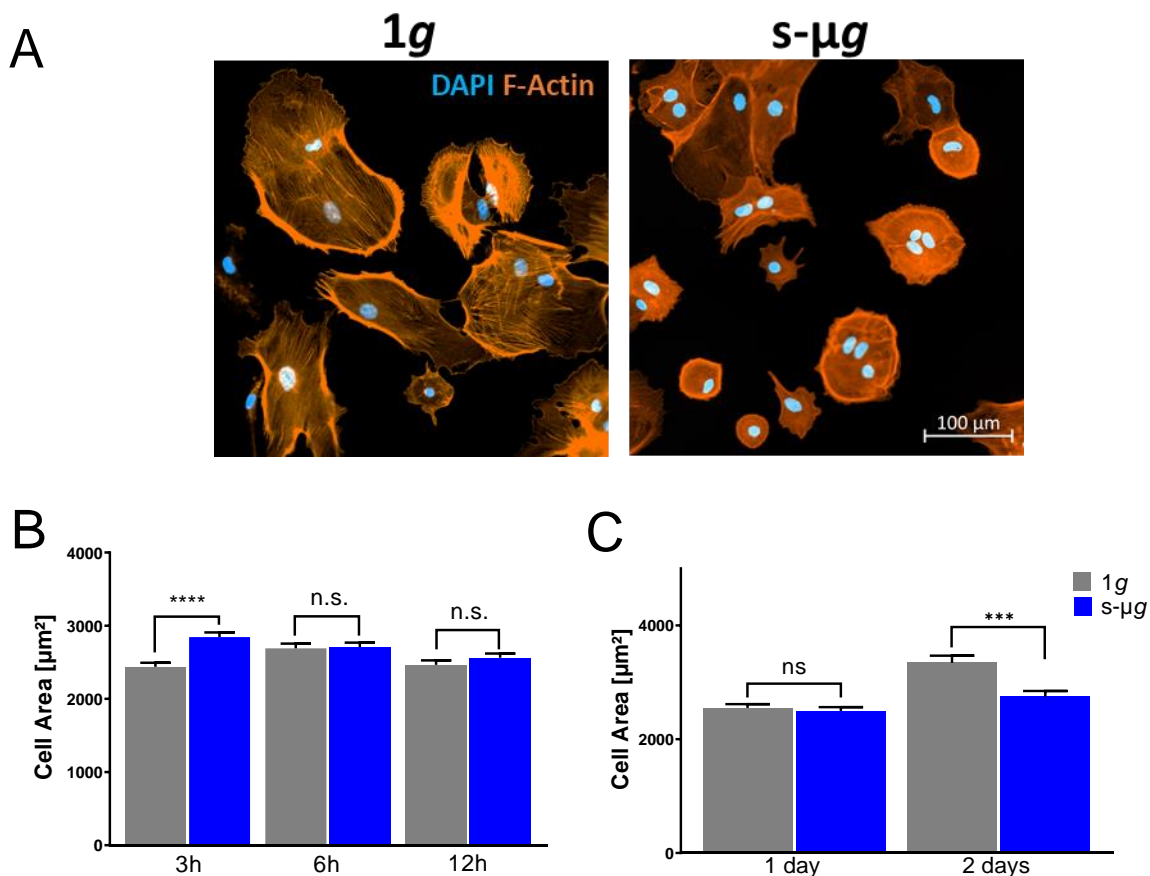 A
1g
s-µg
DAPI F-Actin
100 µm
B
Cell Area [µm²]
4000
3000
2000
1000
0
****
n.s.
n.s.
3h
6h
12h
C
Cell Area [µm²]
4000
2000
0
ns
***
1 day
2 days
1g
s-µg